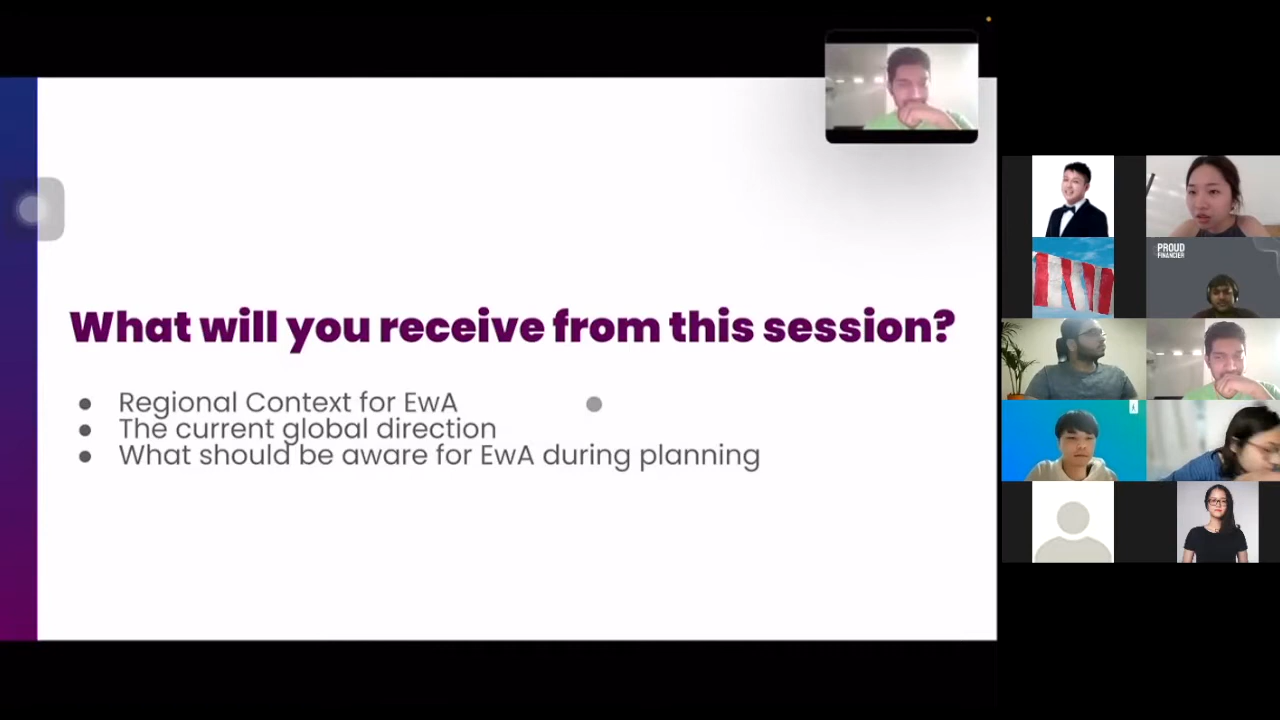 What will you receive from this session?
● Regional Context for EwA
● The current global direction
● What should be aware for EwA during planning
PROUD
FINANCIER